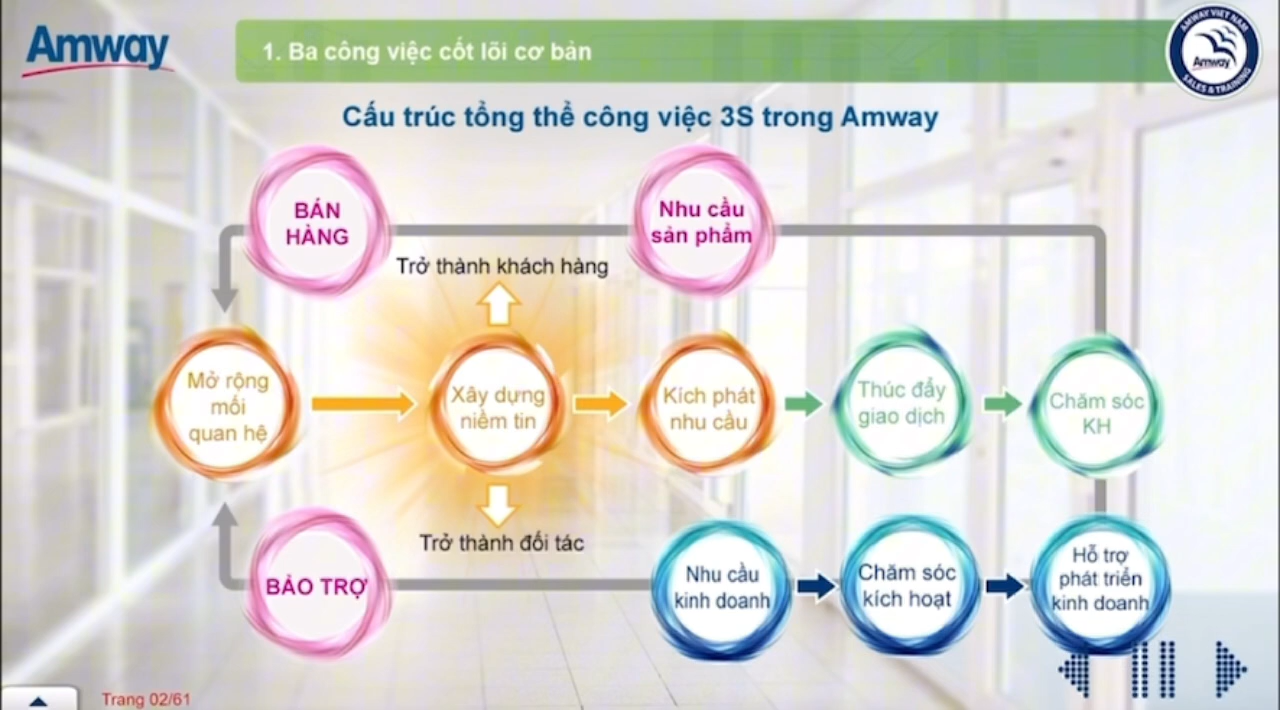 Amway
1. Ba công việc cốt lõi cơ bản
AMWAY VIET NAM
Amway
SALES & TRAINING
Cấu trúc tổng thể công việc 3S trong Amway
BÁN
HÀNG
Nhu cầu
sản phẩm
Trở thành khách hàng
Mở rộng
mối
quan hệ
Xây dựng
niềm tin
Kích phát
nhu cầu
Thúc đẩy
giao dịch
Chăm sóc
KH
Trở thành đối tác
BẢO TRỢ
Nhu cầu
kinh doanh
Chăm sóc
kích hoạt
Hỗ trợ
phát triển
kinh doanh
Trang 02/61